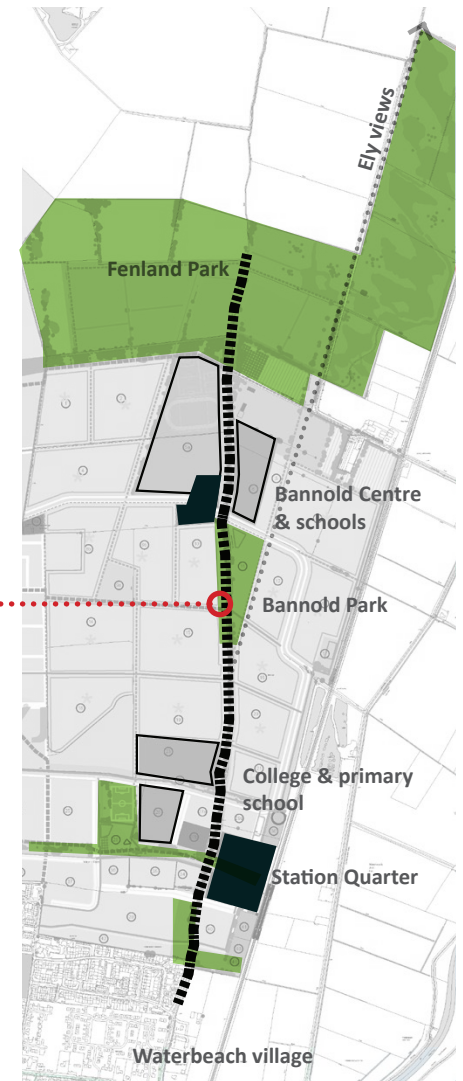 Ely views
Fenland Park
Bannold Centre
& schools
Bannold Park
College & primary
school
Station Quarter
Waterbeach village